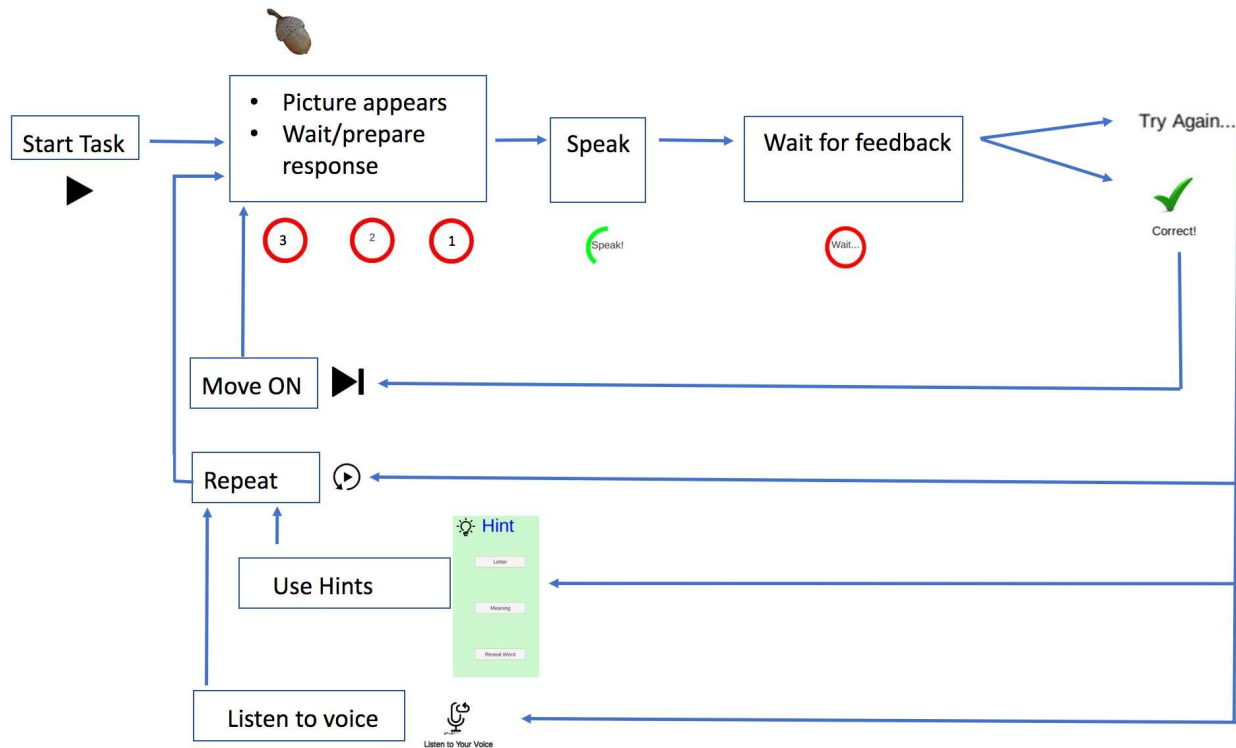 Start Task
• Picture appears
• Wait/prepare
response
Speak
Wait for feedback
Try Again...
Correct!
3
2
1
Speak!
Wait...
Move ON
Repeat
Hint
Letter
Meaning
Reveal Word
Use Hints
Listen to voice
Listen to Your Voice